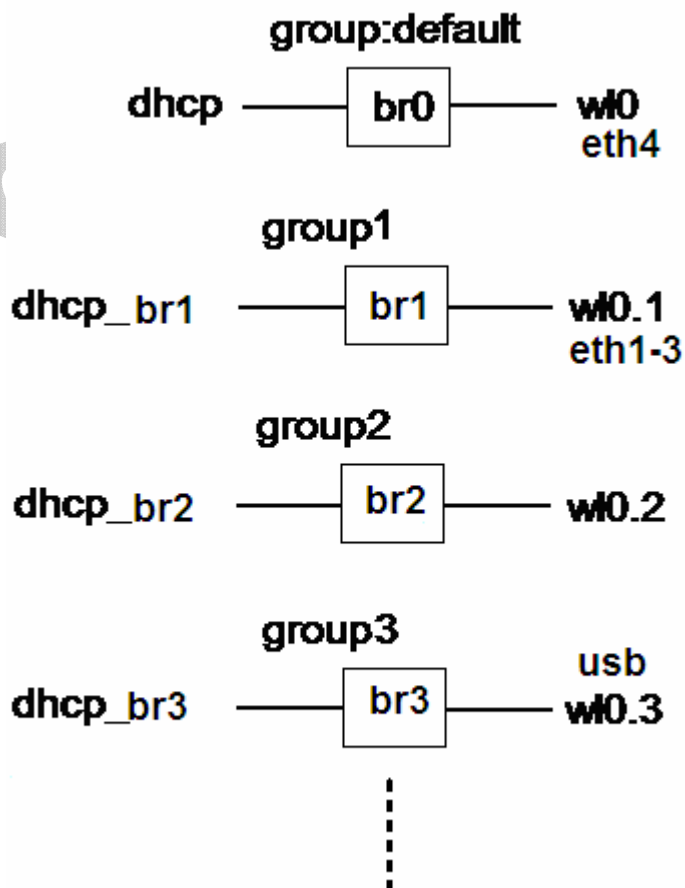 group:default
dhcp br0 wl0
eth4
group1
dhcp_br1 br1 wl0.1
eth1-3
group2
dhcp_br2 br2 wl0.2
group3
usb
dhcp_br3 br3 wl0.3